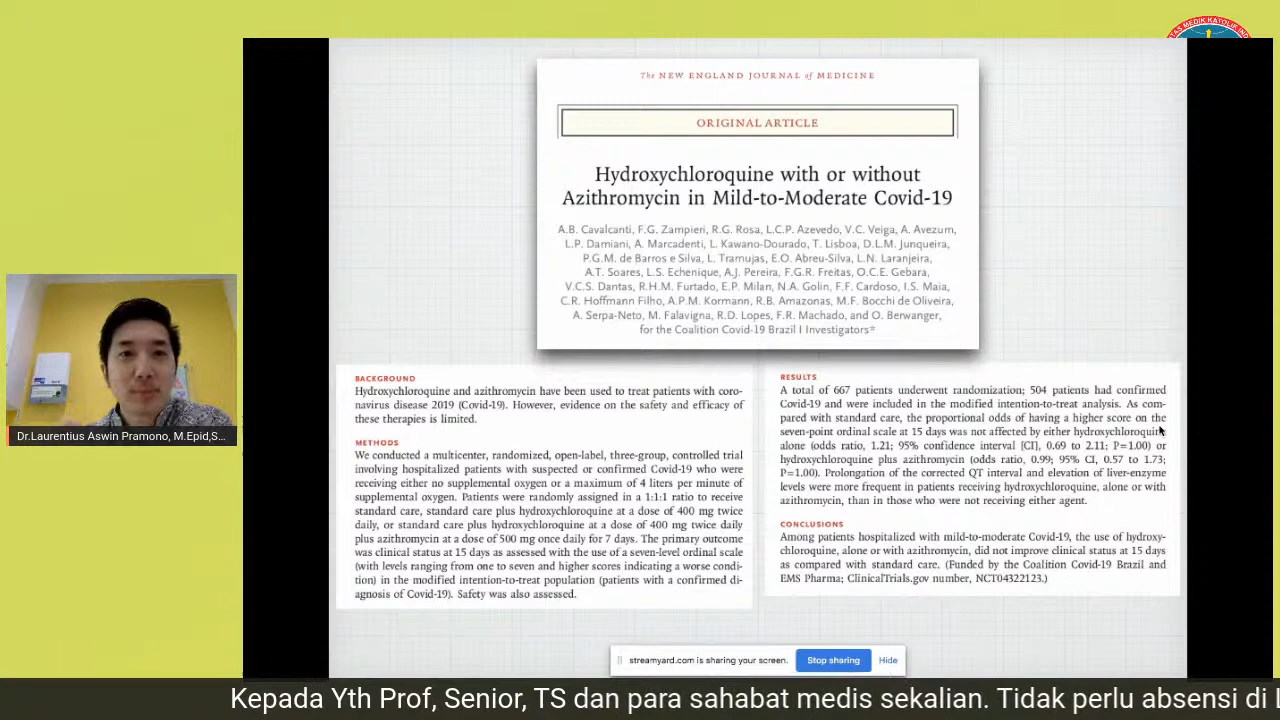 The NEW ENGLAND JOURNAL of MEDICINE
ORIGINAL ARTICLE
Hydroxychloroquine with or without
Azithromycin in Mild-to-Moderate Covid-19
A.B. Cavalcanti, F.G. Zampieri, R.G. Rosa, L.C.P. Azevedo, V.C. Veiga, A. Avezum,
L.P. Damiani, A. Marcadenti, L. Kawano-Dourado, T. Lisboa, D.L.M. Junqueira,
P.G.M. de Barros e Silva, L. Tramujas, E.O. Abreu-Silva, L.N. Laranjeira,
A.T. Soares, L.S. Echenique, A.J. Pereira, F.G.R. Freitas, O.C.E. Gebara,
V.C.S. Dantas, R.H.M. Furtado, E.P. Milan, N.A. Golin, F.F. Cardoso, I.S. Maia,
C.R. Hoffmann Filho, A.P.M. Kormann, R.B. Amazonas, M.F. Bocchi de Oliveira,
A. Serpa-Neto, M. Falavigna, R.D. Lopes, F.R. Machado, and O. Berwanger,
for the Coalition Covid-19 Brazil I Investigators*
BACKGROUND
Hydroxychloroquine and azithromycin have been used to treat patients with coro-
navirus disease 2019 (Covid-19). However, evidence on the safety and efficacy of
these therapies is limited.
METHODS
We conducted a multicenter, randomized, open-label, three-group, controlled trial
involving hospitalized patients with suspected or confirmed Covid-19 who were
receiving either no supplemental oxygen or a maximum of 4 liters per minute of
supplemental oxygen. Patients were randomly assigned in a 1:1:1 ratio to receive
standard care, standard care plus hydroxychloroquine at a dose of 400 mg twice
daily, or standard care plus hydroxychloroquine at a dose of 400 mg twice daily
plus azithromycin at a dose of 500 mg once daily for 7 days. The primary outcome
was clinical status at 15 days as assessed with the use of a seven-level ordinal scale
(with levels ranging from one to seven and higher scores indicating a worse condi-
tion) in the modified intention-to-treat population (patients with a confirmed di-
agnosis of Covid-19). Safety was also assessed.
RESULTS
A total of 667 patients underwent randomization; 504 patients had confirmed
Covid-19 and were included in the modified intention-to-treat analysis. As com-
pared with standard care, the proportional odds of having a higher score on the
seven-point ordinal scale at 15 days was not affected by either hydroxychloroquine
alone (odds ratio, 1.21; 95% confidence interval [CI], 0.69 to 2.11; P=1.00) or
hydroxychloroquine plus azithromycin (odds ratio, 0.99; 95% CI, 0.57 to 1.73;
P=1.00). Prolongation of the corrected QT interval and elevation of liver-enzyme
levels were more frequent in patients receiving hydroxychloroquine, alone or with
azithromycin, than in those who were not receiving either agent.
CONCLUSIONS
Among patients hospitalized with mild-to-moderate Covid-19, the use of hydroxy-
chloroquine, alone or with azithromycin, did not improve clinical status at 15 days
as compared with standard care. (Funded by the Coalition Covid-19 Brazil and
EMS Pharma; ClinicalTrials.gov number, NCT04322123.)
Dr.Laurentius Aswin Pramono, M.Epid,S...
streamyard.com is sharing your screen.
Stop sharing
Hide
Kepada Yth Prof, Senior, TS dan para sahabat medis sekalian. Tidak perlu absensi di